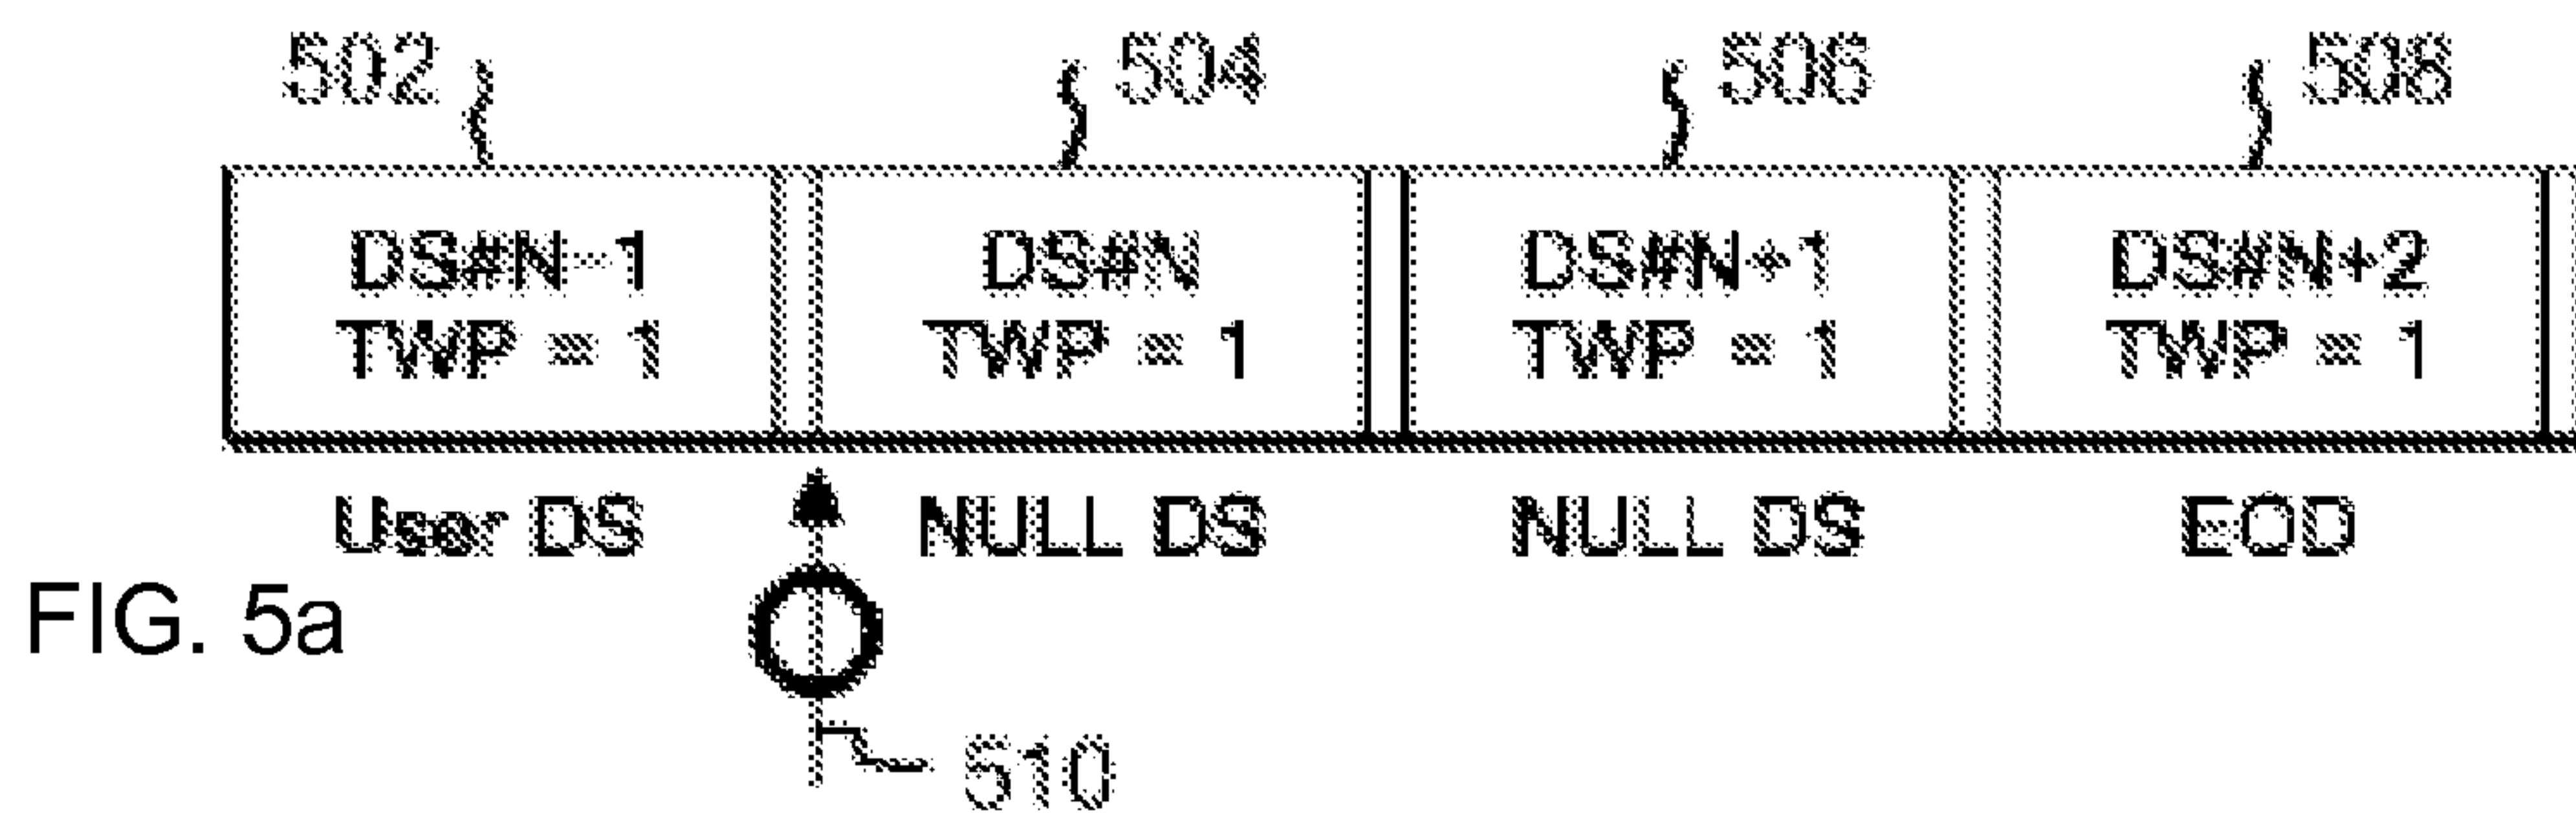 502 504 506 508
DS#N-1 DS#N DS#N+1 DS#N+2
TWP = 1 TWP = 1 TWP = 1 TWP = 1
User DS NULL DS NULL DS EOD
FIG. 5a
510